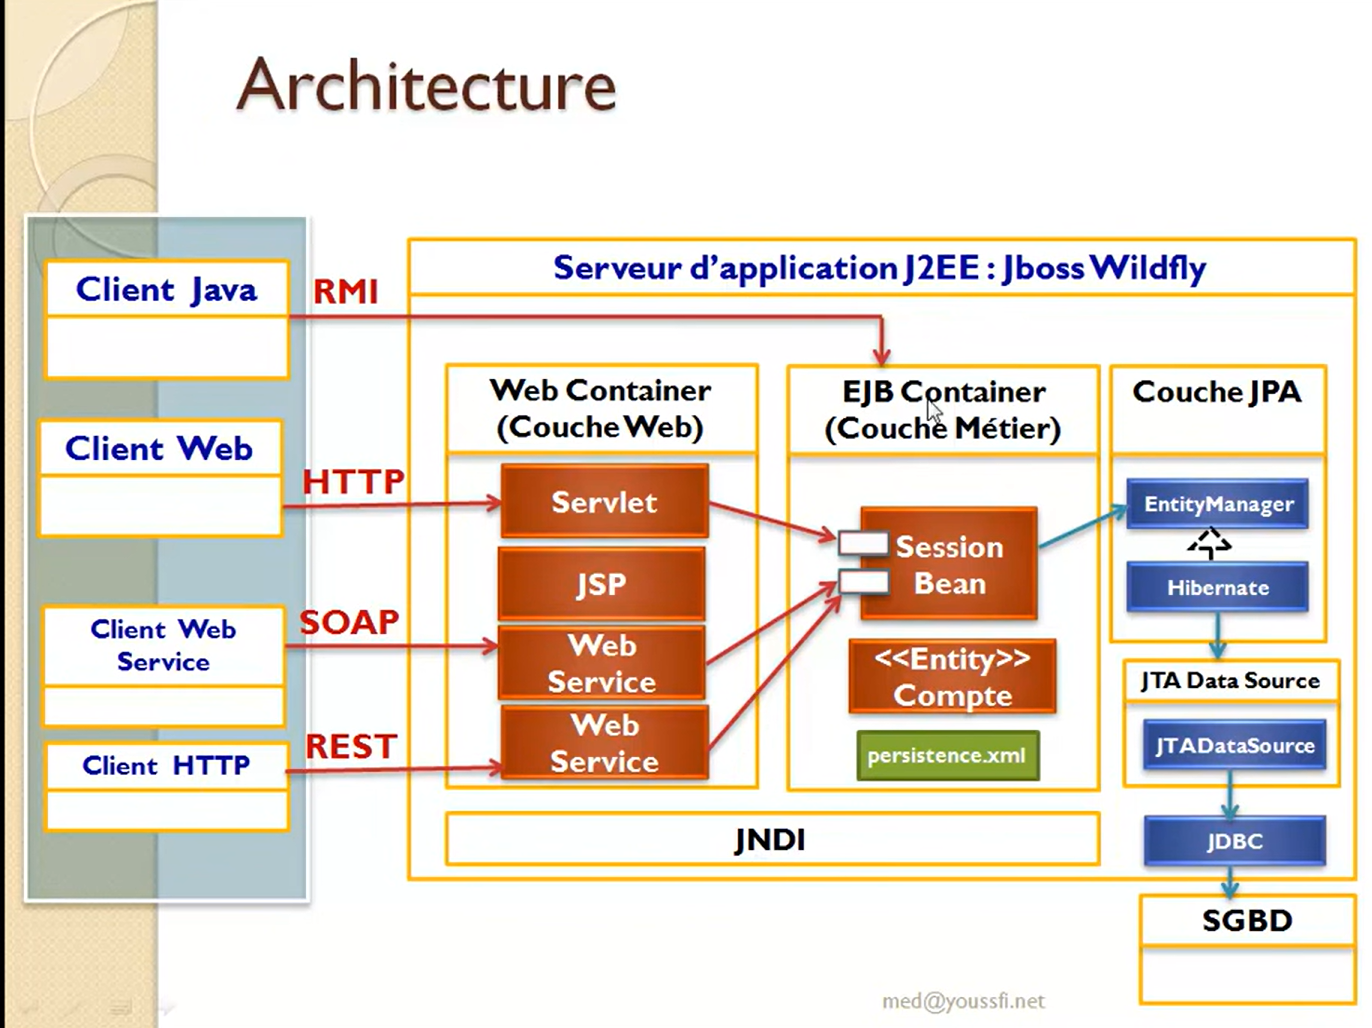 Architecture
Serveur d'application J2EE : Jboss Wildfly
Client Java
RMI
Client Web
HTTP
Client Web
Service
SOAP
Client HTTP
REST
Web Container
(Couche Web)
Servlet
JSP
Web
Service
Web
Service
EJB Container
(Couche Métier)
Session
Bean
<<Entity>>
Compte
persistence.xml
JNDI
Couche JPA
EntityManager
Hibernate
JTA Data Source
JTADataSource
JDBC
SGBD
med@youssfi.net